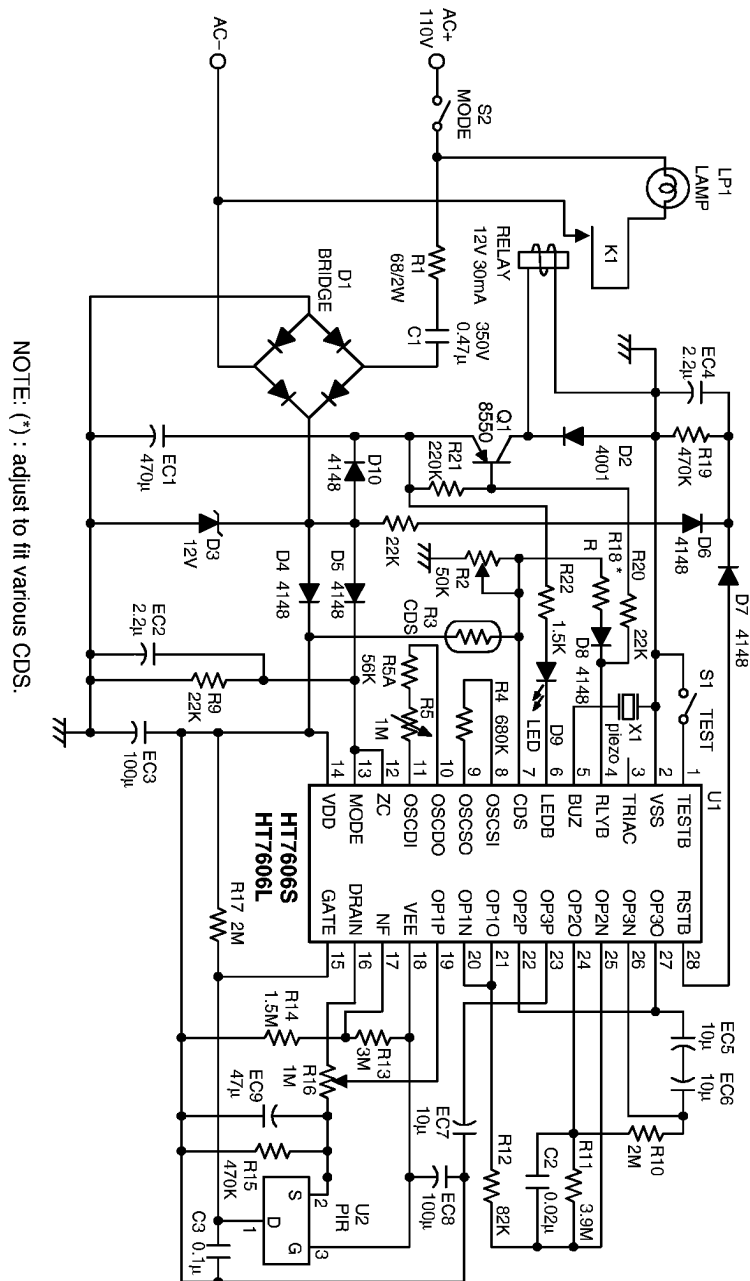 AC+
110V
AC−
S2
MODE
LP1
LAMP
K1
RELAY
12V 30mA
R1
68/2W
350V
0.47µ
C1
D1
BRIDGE
EC4
2.2µ
R19
470K
D2
4001
Q1
8550
R21
220K
D10
4148
EC1
470µ
D6
4148
D7 4148
22K
D3
12V
R20
22K
R18 *
R
D8 4148
R22
1.5K
D9
LED
R2
50K
R3
CDS
D5 4148
D4 4148
R4
680K
R5A
56K
R5
1M
EC2
2.2µ
R9
22K
EC3
100µ
S1
TEST
X1
piezo
U1
1 TESTB
2 VSS
3 TRIAC
4 RLYB
5 BUZ
6 LEDB
7 CDS
8 OSCSI
9 OSCSO
10 OSCDO
11 OSCDI
12 ZC
13 MODE
14 VDD
HT7606S
HT7606L
RSTB 28
OP3O 27
OP3N 26
OP2N 25
OP2O 24
OP3P 23
OP2P 22
OP1O 21
OP1N 20
OP1P 19
VEE 18
NF 17
DRAIN 16
GATE 15
EC5
10µ
EC6
10µ
R10
2M
R11
3.9M
C2
0.02µ
R12
82K
EC7
10µ
EC8
100µ
R13
3M
R14
1.5M
R16
1M
R17 2M
EC9
47µ
R15
470K
U2
PIR
S
D
G
2
1
3
C3 0.1µ
NOTE: (*) : adjust to fit various CDS.